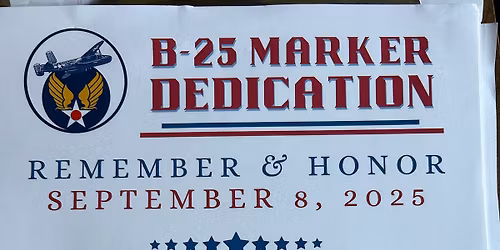 B-25 MARKER
DEDICATION
REMEMBER & HONOR
SEPTEMBER 8, 2025